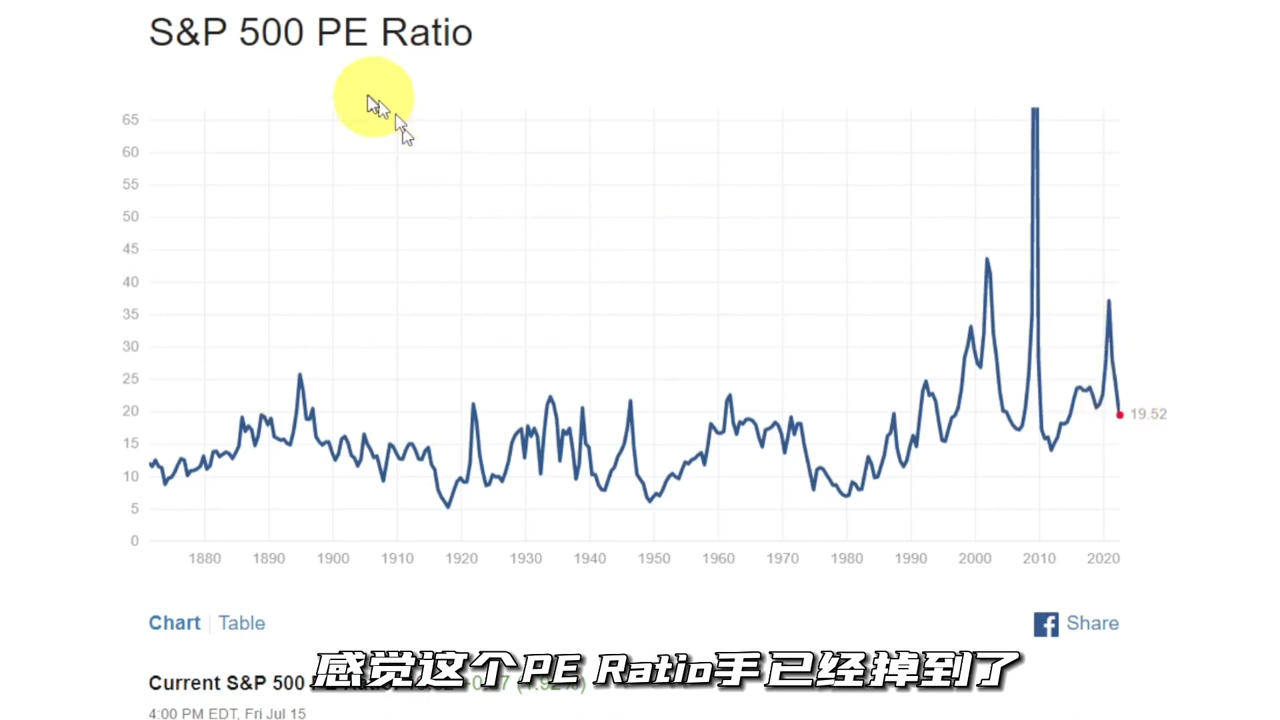 S&P 500 PE Ratio
65
60
55
50
45
40
35
30
25
20
15
10
5
0
19.52
1880 1890 1900 1910 1920 1930 1940 1950 1960 1970 1980 1990 2000 2010 2020
Chart | Table
Share
感觉这个PE Ratio手已经掉到了
Current S&P 500
4:00 PM EDT, Fri Jul 15